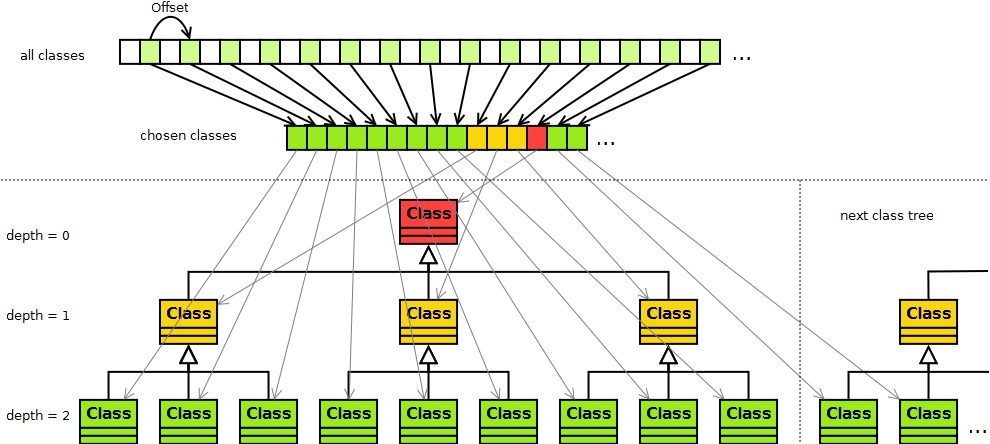 Offset
all classes
...
chosen classes
...
depth = 0
Class
next class tree
depth = 1
Class
Class
Class
Class
depth = 2
Class
Class
Class
Class
Class
Class
Class
Class
Class
Class
Class
...